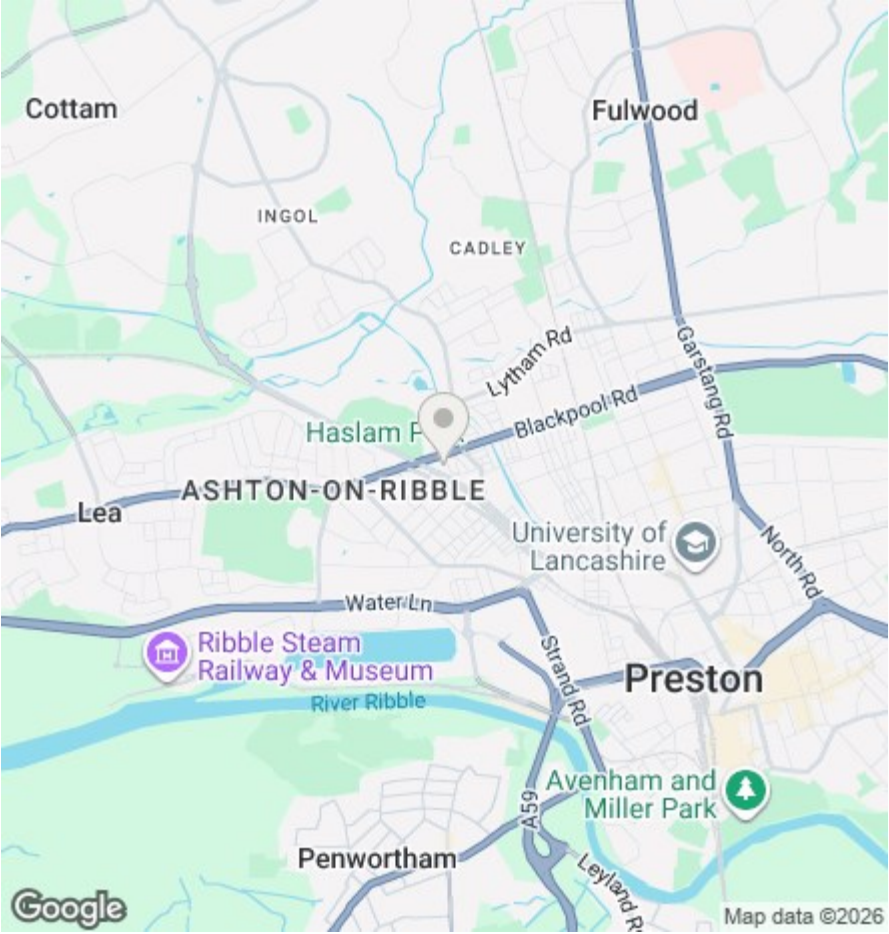 Cottam
Fulwood
INGOL
CADLEY
Lytham Rd
Garstang Rd
Blackpool Rd
Haslam
ASHTON-ON-RIBBLE
Lea
University of
Lancashire
North Rd
Water Ln
Ribble Steam
Railway & Museum
Strand Rd
Preston
River Ribble
Avenham and
Miller Park
A59
Penwortham
Leyland
Google
Map data ©2026